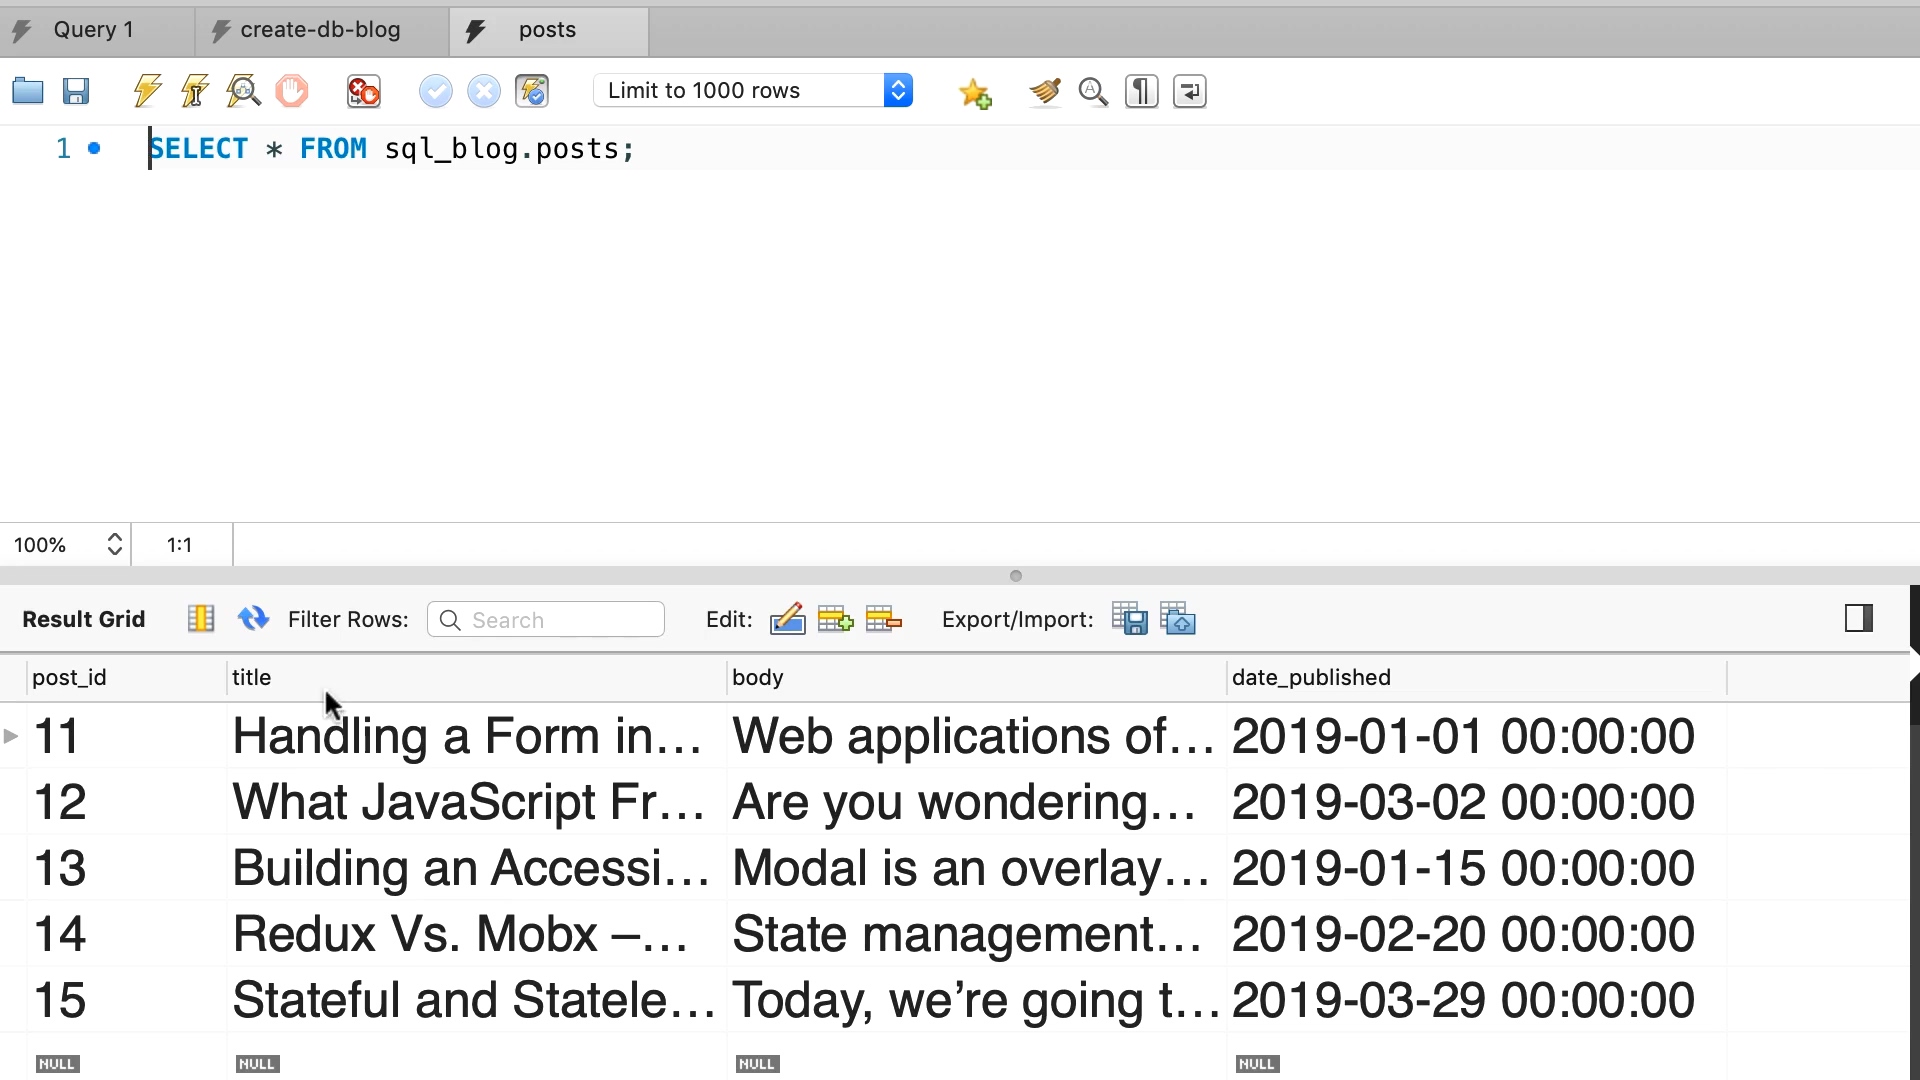 Query 1 create-db-blog posts
Limit to 1000 rows
1 SELECT * FROM sql_blog.posts;
100% 1:1
Result Grid Filter Rows: Search Edit: Export/Import:
post_id title body date_published
11 Handling a Form in... Web applications of... 2019-01-01 00:00:00
12 What JavaScript Fr... Are you wondering... 2019-03-02 00:00:00
13 Building an Accessi... Modal is an overlay... 2019-01-15 00:00:00
14 Redux Vs. Mobx –... State management... 2019-02-20 00:00:00
15 Stateful and Statele... Today, we’re going t... 2019-03-29 00:00:00
NULL NULL NULL NULL